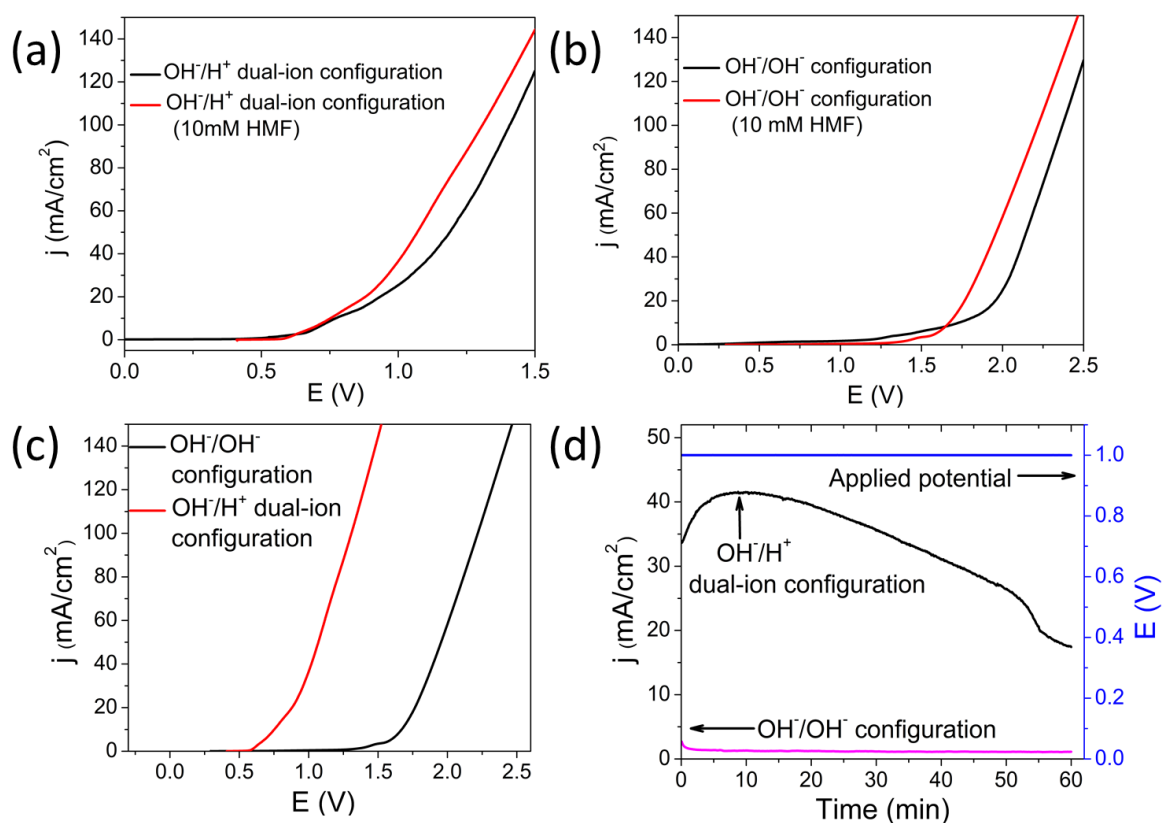 (a)
140
120
100
80
60
40
20
0
j (mA/cm²)
OH⁻/H⁺ dual-ion configuration
OH⁻/H⁺ dual-ion configuration
(10mM HMF)
0.0 0.5 1.0 1.5
E (V)
(b)
140
120
100
80
60
40
20
0
j (mA/cm²)
OH⁻/OH⁻ configuration
OH⁻/OH⁻ configuration
(10 mM HMF)
0.0 0.5 1.0 1.5 2.0 2.5
E (V)
(c)
140
120
100
80
60
40
20
0
j (mA/cm²)
OH⁻/OH⁻
configuration
OH⁻/H⁺ dual-ion
configuration
0.0 0.5 1.0 1.5 2.0 2.5
E (V)
(d)
50
40
30
20
10
0
j (mA/cm²)
Applied potential
OH⁻/H⁺
dual-ion configuration
OH⁻/OH⁻ configuration
0 10 20 30 40 50 60
Time (min)
1.0
0.8
0.6
0.4
0.2
0.0
E (V)